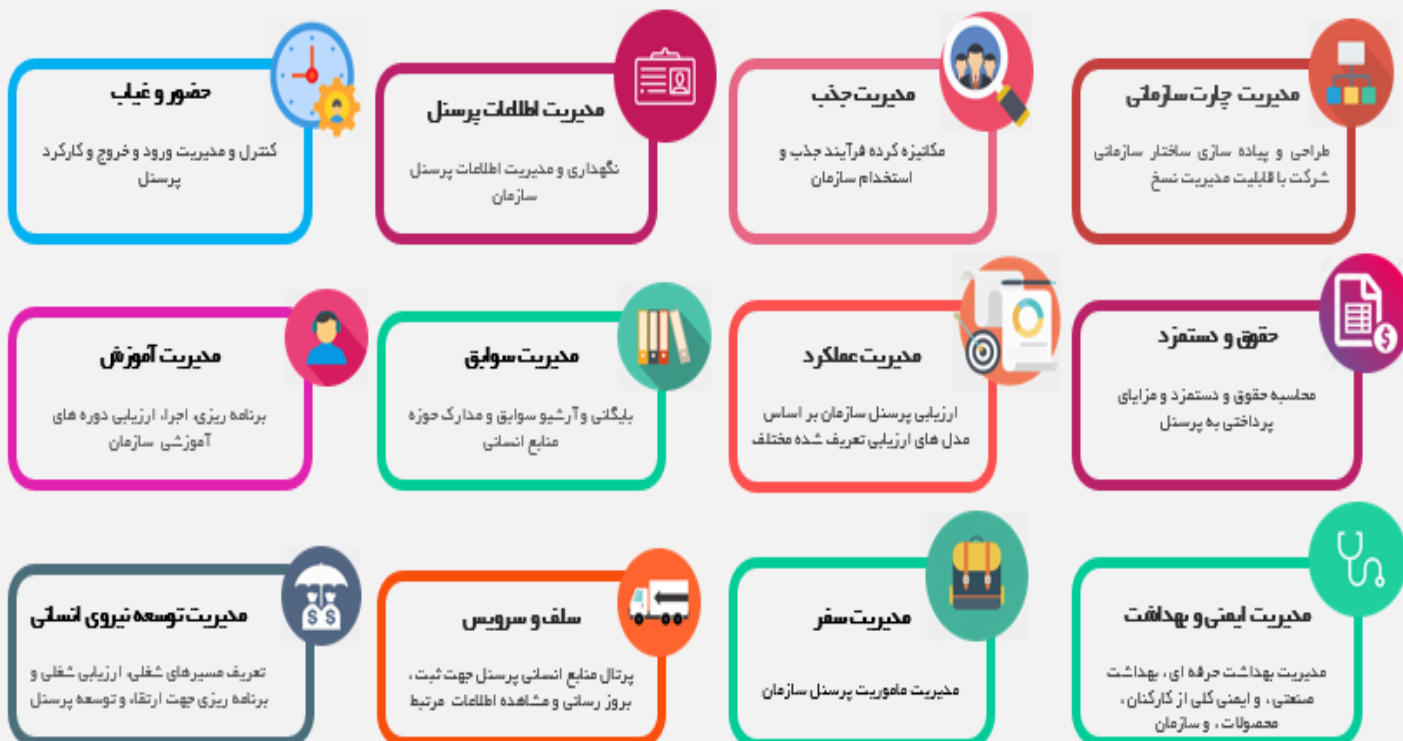 مدیریت چارت سازمانی
طراحی و پیاده سازی ساختار سازمانی
شرکت با قابلیت مدیریت نسخ
مدیریت جذب
مکانیزه کرده فرآیند جذب و
استخدام سازمان
مدیریت اطلاعات پرسنل
نگهداری و مدیریت اطلاعات پرسنل
سازمان
حضور و غیاب
کنترل و مدیریت ورود و خروج و کارکرد
پرسنل
حقوق و دستمزد
محاسبه حقوق و دستمزد و مزایای
پرداختی به پرسنل
مدیریت عملکرد
ارزیابی پرسنل سازمان بر اساس
مدل های ارزیابی تعریف شده مختلف
مدیریت سوابق
بایگانی و آرشیو سوابق و مدارک حوزه
منابع انسانی
مدیریت آموزش
برنامه ریزی، اجرا، ارزیابی دوره های
آموزشی سازمان
مدیریت ایمنی و بهداشت
مدیریت بهداشت حرفه ای ، بهداشت
صنعتی ، و ایمنی کلی از کارکنان ،
محصولات ، و سازمان
مدیریت سفر
مدیریت ماموریت پرسنل سازمان
سلف و سرویس
پرتال منابع انسانی پرسنل جهت ثبت ،
بروز رسانی و مشاهده اطلاعات مرتبط
مدیریت توسعه نیروی انسانی
تعریف مسیرهای شغلی، ارزیابی شغلی و
برنامه ریزی جهت ارتقاء و توسعه پرسنل